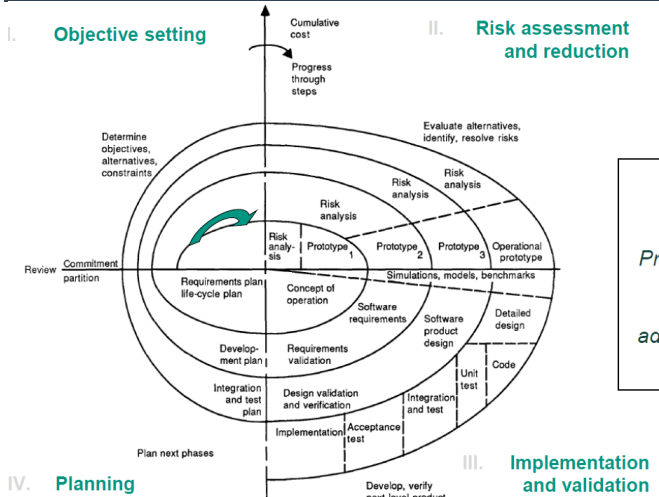 I. Objective setting
Cumulative
cost
Progress
through
steps
II. Risk assessment
and reduction
Determine
objectives,
alternatives,
constraints
Evaluate alternatives,
identify, resolve risks
Risk
analysis
Risk
analysis
Risk
analysis
Risk
analy-
sis
Prototype 1
Prototype 2
Prototype 3
Operational
prototype
Review
Commitment
partition
Simulations, models, benchmarks
Requirements plan
life-cycle plan
Concept of
operation
Software
requirements
Software
product
design
Detailed
design
Develop-
ment plan
Requirements
validation
Integration
and test
plan
Design validation
and verification
Code
Unit
test
Integration
and test
Acceptance
test
Implementation
Plan next phases
IV. Planning
III. Implementation
and validation
Develop, verify
next-level product